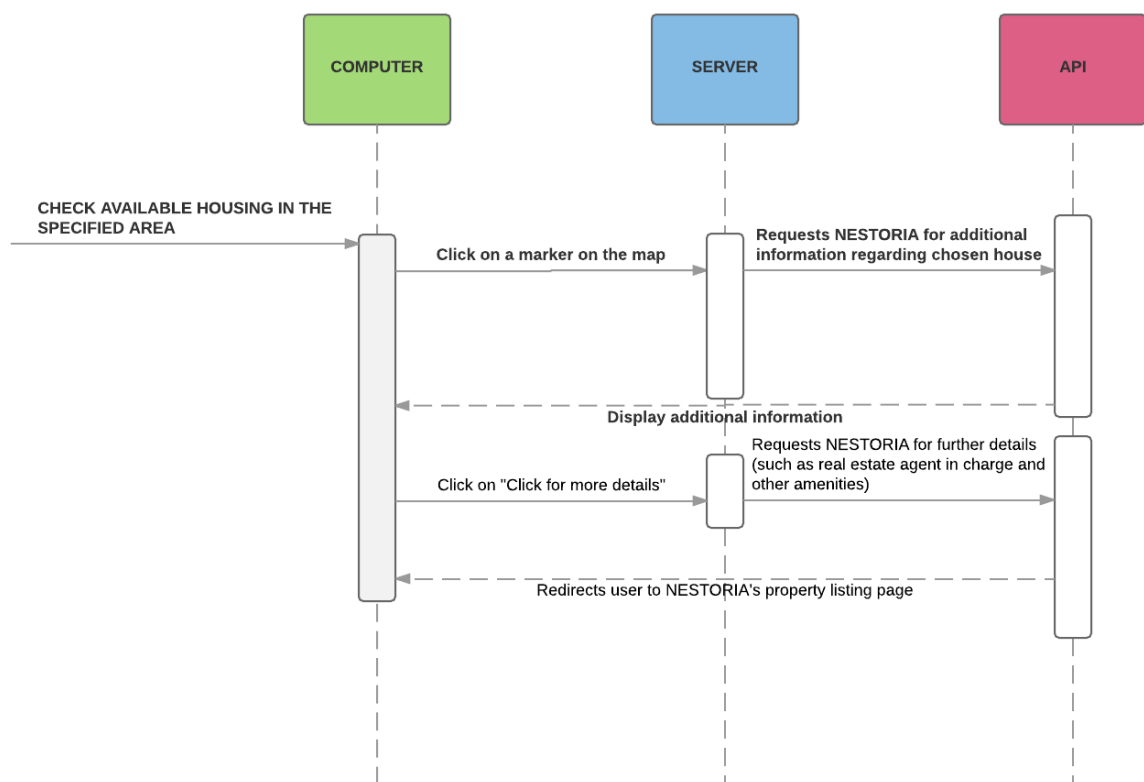 COMPUTER
SERVER
API
CHECK AVAILABLE HOUSING IN THE
SPECIFIED AREA
Click on a marker on the map
Requests NESTORIA for additional
information regarding chosen house
Display additional information
Requests NESTORIA for further details
(such as real estate agent in charge and
other amenities)
Click on "Click for more details"
Redirects user to NESTORIA's property listing page